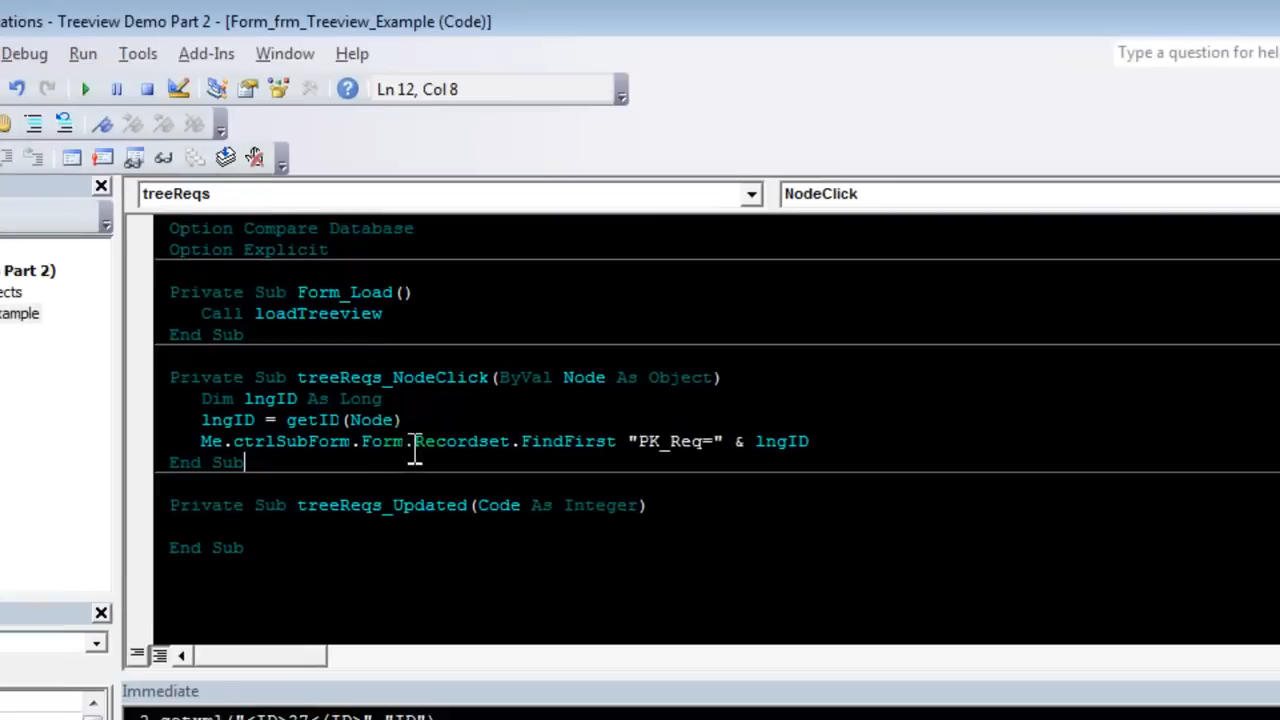 ations - Treeview Demo Part 2 - [Form_frm_Treeview_Example (Code)]
Debug Run Tools Add-Ins Window Help
Type a question for hel
Ln 12, Col 8
treeReqs
NodeClick
Option Compare Database
Option Explicit
Part 2)
ects
xample
Private Sub Form_Load()
Call loadTreeview
End Sub
Private Sub treeReqs_NodeClick(ByVal Node As Object)
Dim lngID As Long
lngID = getID(Node)
Me.ctrlSubForm.Form.Recordset.FindFirst "PK_Req=" & lngID
End Sub
Private Sub treeReqs_Updated(Code As Integer)
End Sub
Immediate